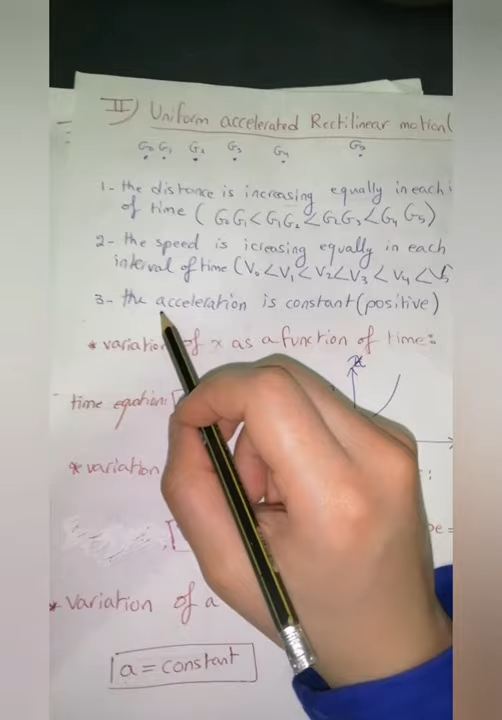 II) Uniform accelerated Rectilinear motion(
G₀ G₁ G₂ G₃ G₄ G₅
1- the distance is increasing equally in each
of time ( G₀G₁<G₁G₂<G₂G₃<G₄G₅)
2- the speed is icreasing equally in each
interval of time (V₀<V₁<V₂<V₃<V₄<V₅
3- the acceleration is constant (positive)
* variation of x as a function of time:
x
time equation:
* variation :
pe =
* variation of a
a = constant